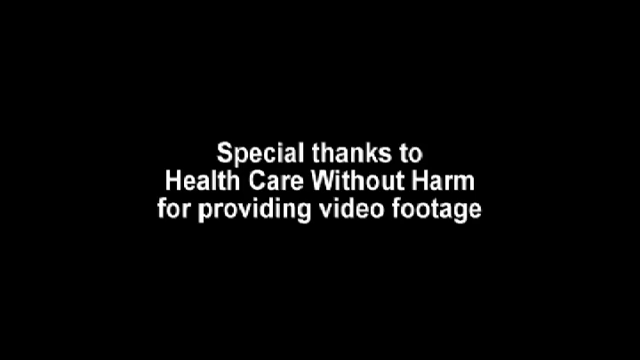 Special thanks to
Health Care Without Harm
for providing video footage